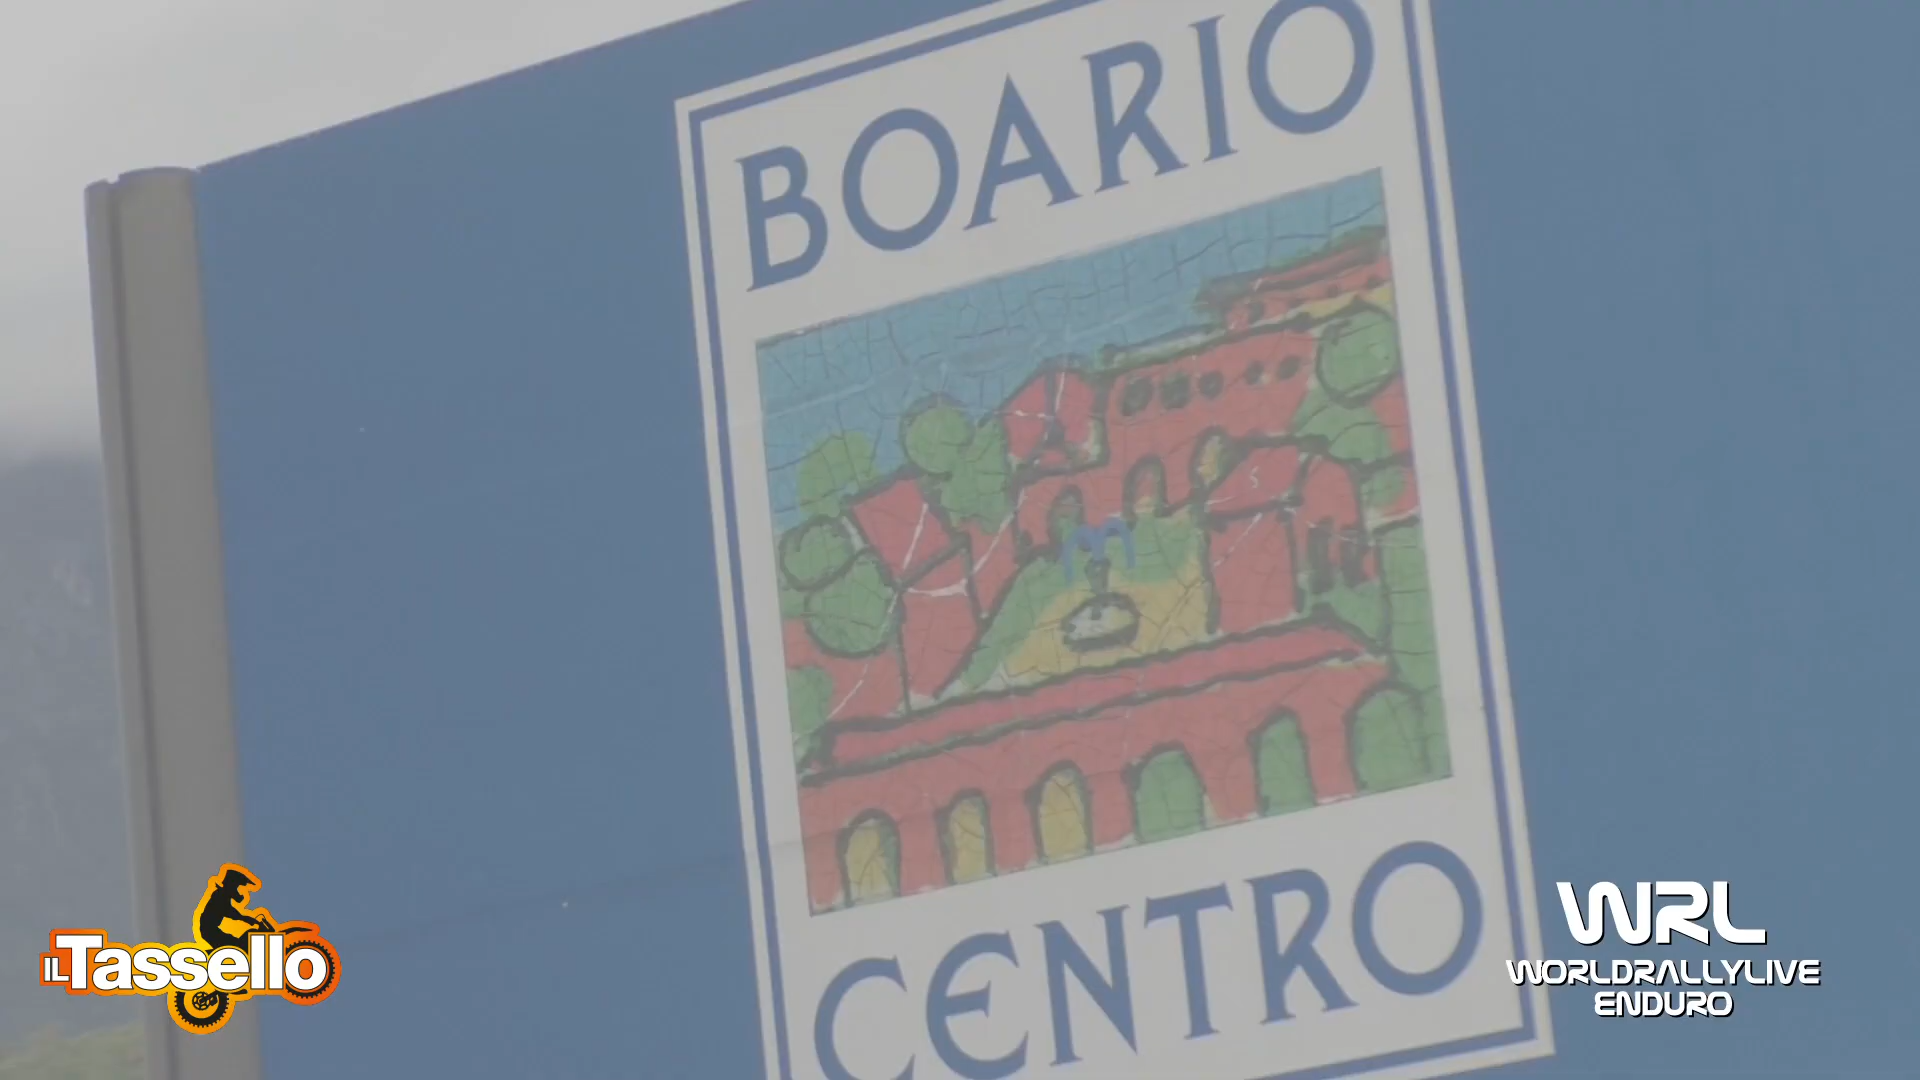 BOARIO
CENTRO
IL Tassello
WRL
WORLDRALLYLIVE
ENDURO